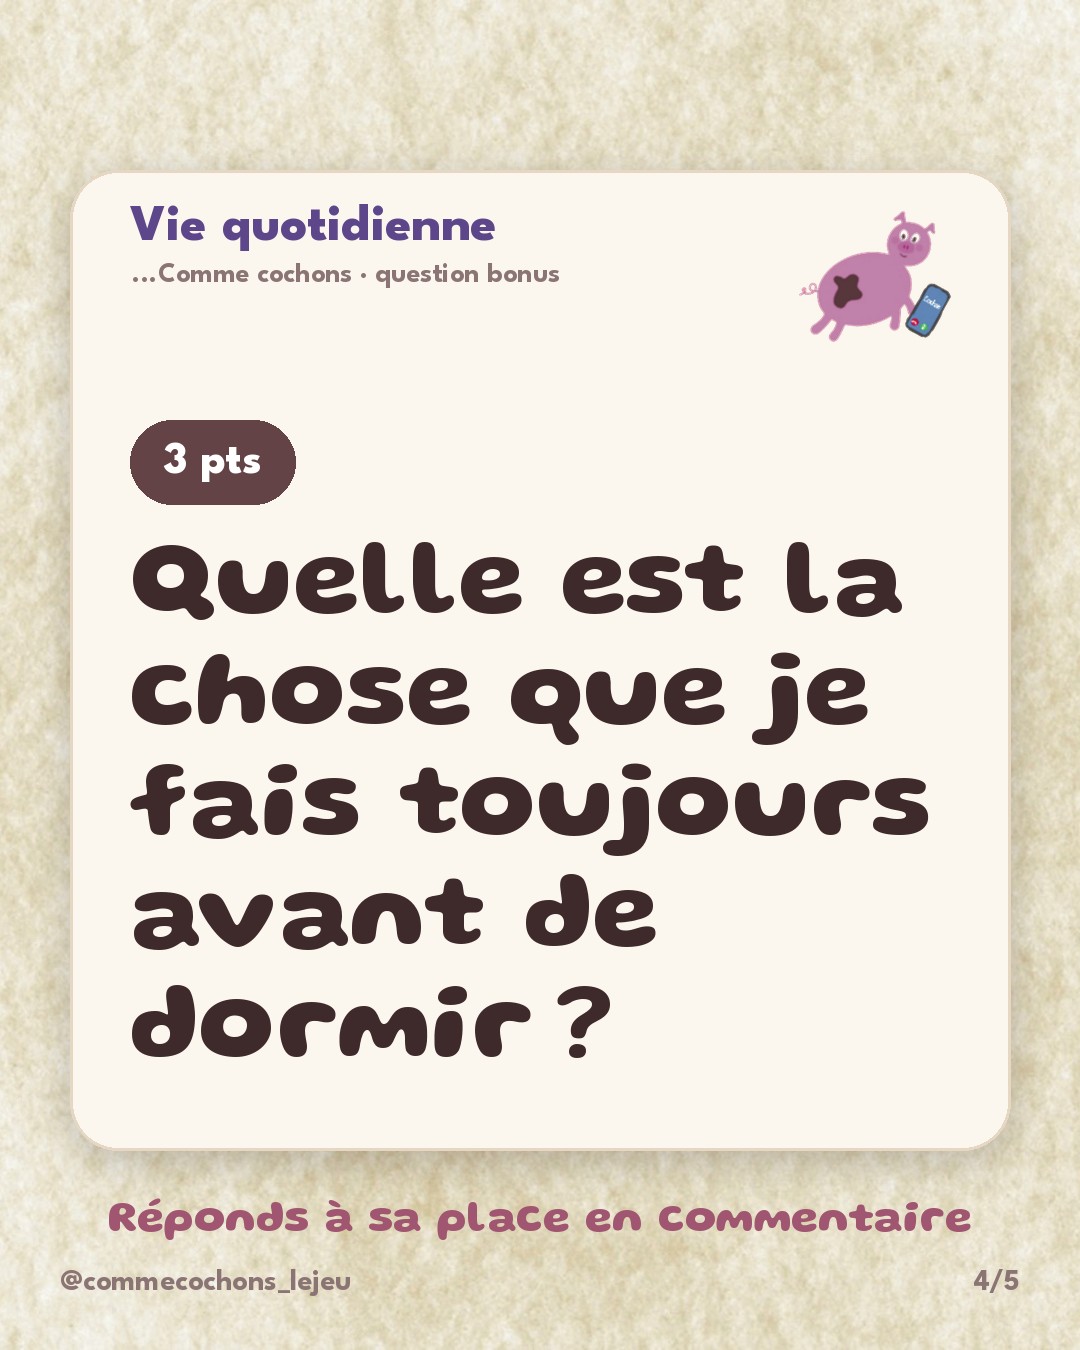 Vie quotidienne
...Comme cochons · question bonus
3 pts
Quelle est la
chose que je
fais toujours
avant de
dormir ?
Réponds à sa place en commentaire
@commecochons_lejeu
4/5